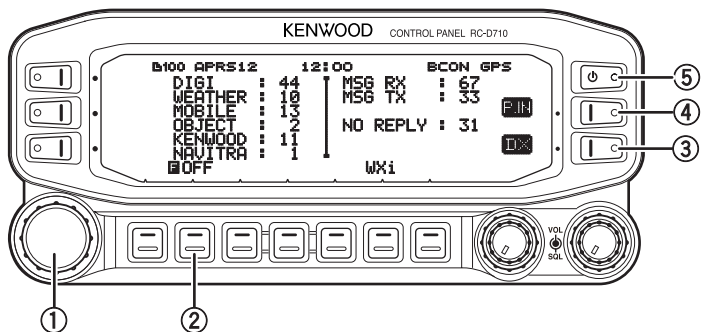 KENWOOD CONTROL PANEL RC-D710
100 APRS12 12:00 BCON GPS
DIGI : 44 MSG RX : 67
WEATHER : 10 MSG TX : 33
MOBILE : 13 P.IN
OBJECT : 2 NO REPLY : 31
KENWOOD : 11 DX
NAVITRA : 1
F OFF WXi
VOL
SQL
⑤
④
③
① ②